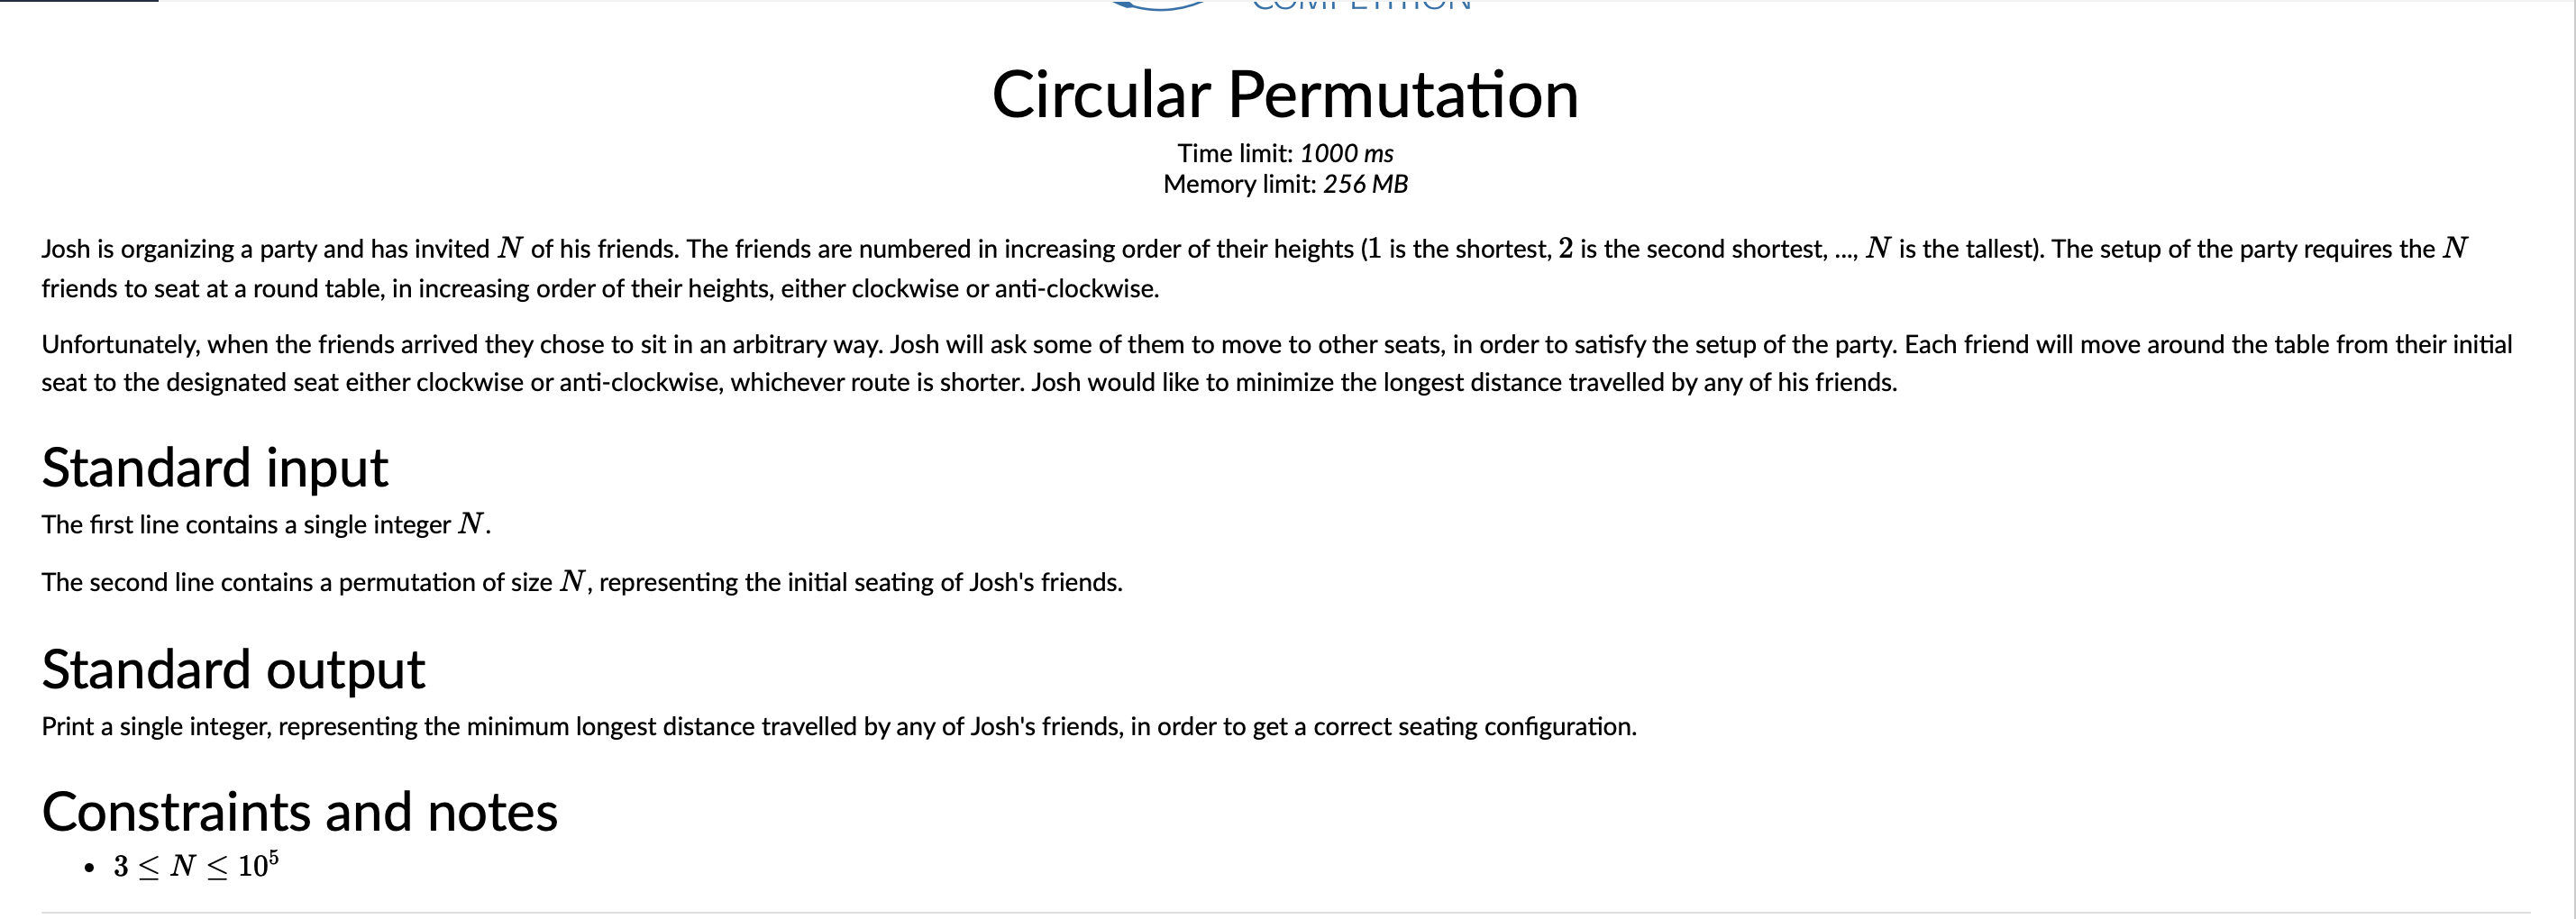 COMPETITION
Circular Permutation
Time limit: 1000 ms
Memory limit: 256 MB
Josh is organizing a party and has invited N of his friends. The friends are numbered in increasing order of their heights (1 is the shortest, 2 is the second shortest, ..., N is the tallest). The setup of the party requires the N
friends to seat at a round table, in increasing order of their heights, either clockwise or anti-clockwise.
Unfortunately, when the friends arrived they chose to sit in an arbitrary way. Josh will ask some of them to move to other seats, in order to satisfy the setup of the party. Each friend will move around the table from their initial
seat to the designated seat either clockwise or anti-clockwise, whichever route is shorter. Josh would like to minimize the longest distance travelled by any of his friends.
Standard input
The first line contains a single integer N.
The second line contains a permutation of size N, representing the initial seating of Josh's friends.
Standard output
Print a single integer, representing the minimum longest distance travelled by any of Josh's friends, in order to get a correct seating configuration.
Constraints and notes
• 3 ≤ N ≤ 10⁵